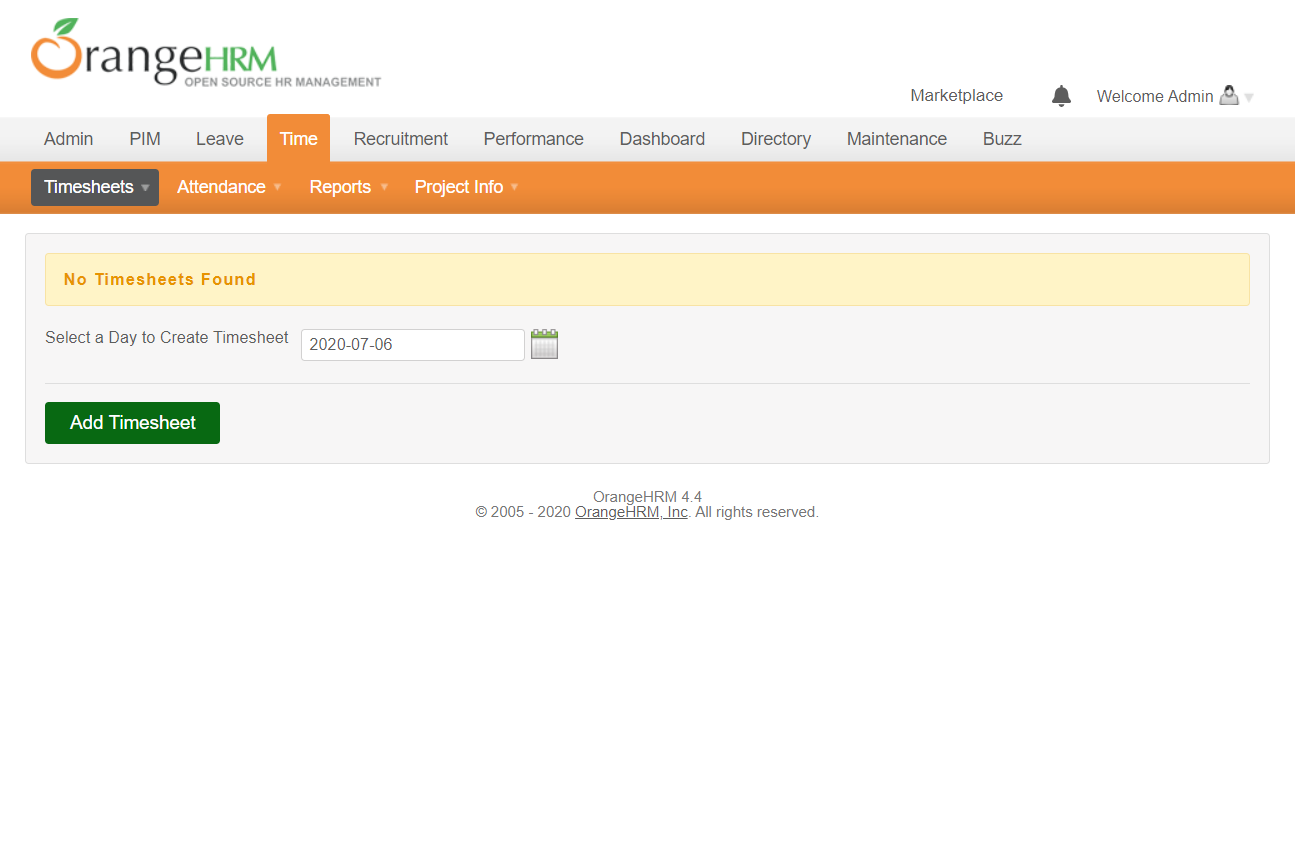 OrangeHRM
OPEN SOURCE HR MANAGEMENT
Marketplace Welcome Admin
Admin PIM Leave Time Recruitment Performance Dashboard Directory Maintenance Buzz
Timesheets Attendance Reports Project Info
No Timesheets Found
Select a Day to Create Timesheet 2020-07-06
Add Timesheet
OrangeHRM 4.4
© 2005 - 2020 OrangeHRM, Inc. All rights reserved.